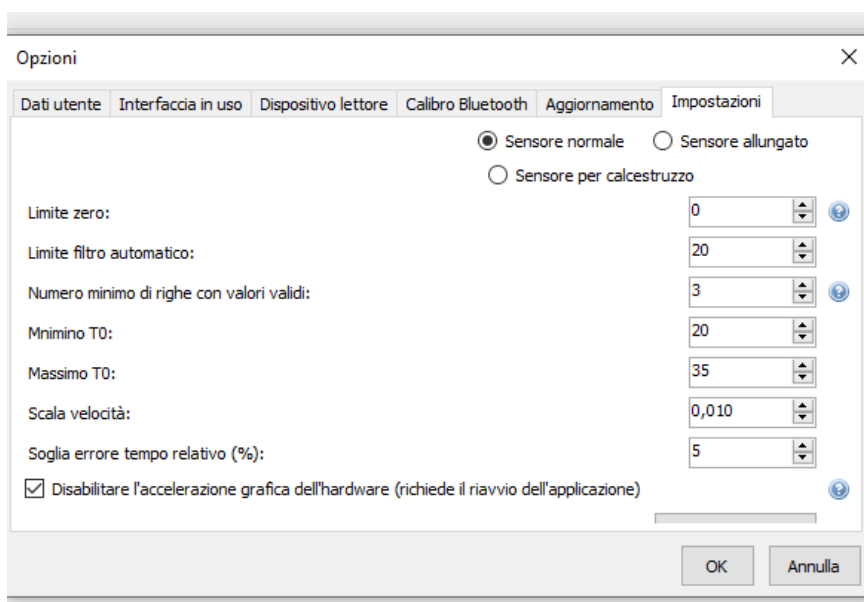 Opzioni
Dati utente Interfaccia in uso Dispositivo lettore Calibro Bluetooth Aggiornamento Impostazioni
Sensore normale Sensore allungato
Sensore per calcestruzzo
Limite zero: 0
Limite filtro automatico: 20
Numero minimo di righe con valori validi: 3
Mnimino T0: 20
Massimo T0: 35
Scala velocità: 0,010
Soglia errore tempo relativo (%): 5
Disabilitare l'accelerazione grafica dell'hardware (richiede il riavvio dell'applicazione)
OK Annulla